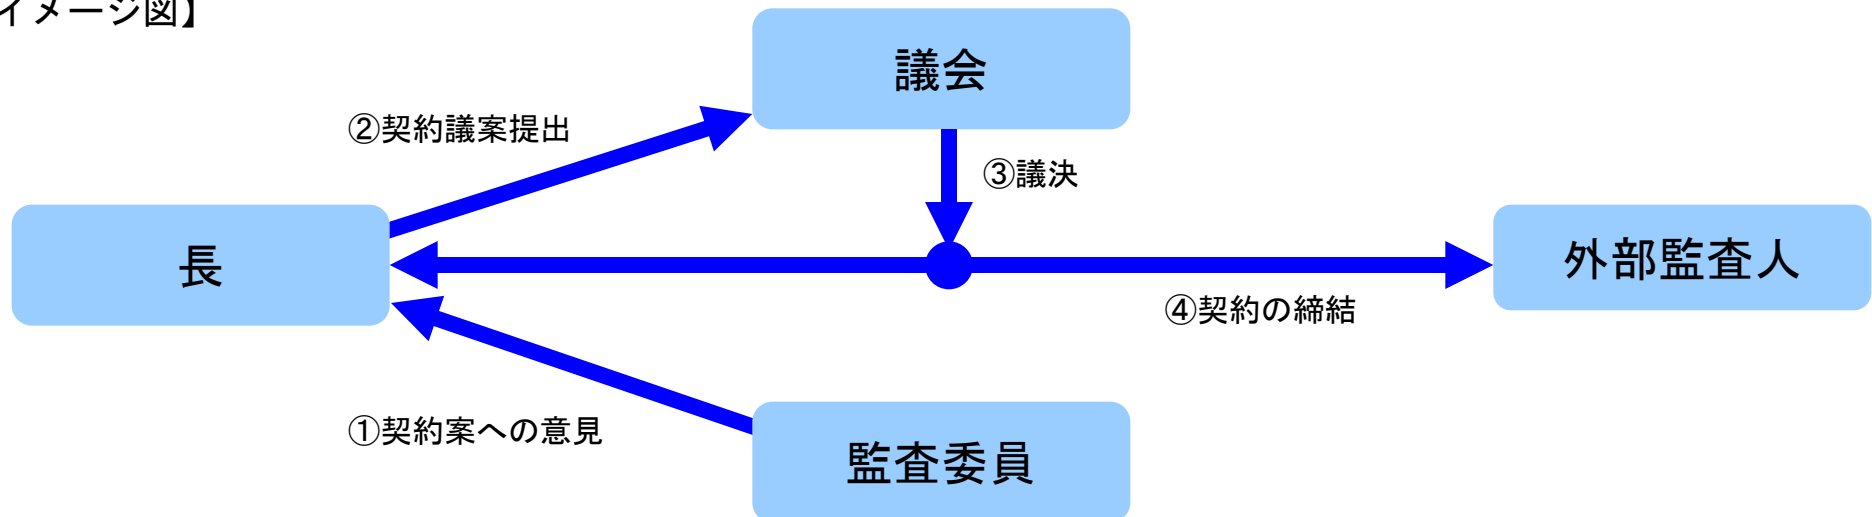 イメージ図】
議会
②契約議案提出
③議決
長
外部監査人
④契約の締結
①契約案への意見
監査委員